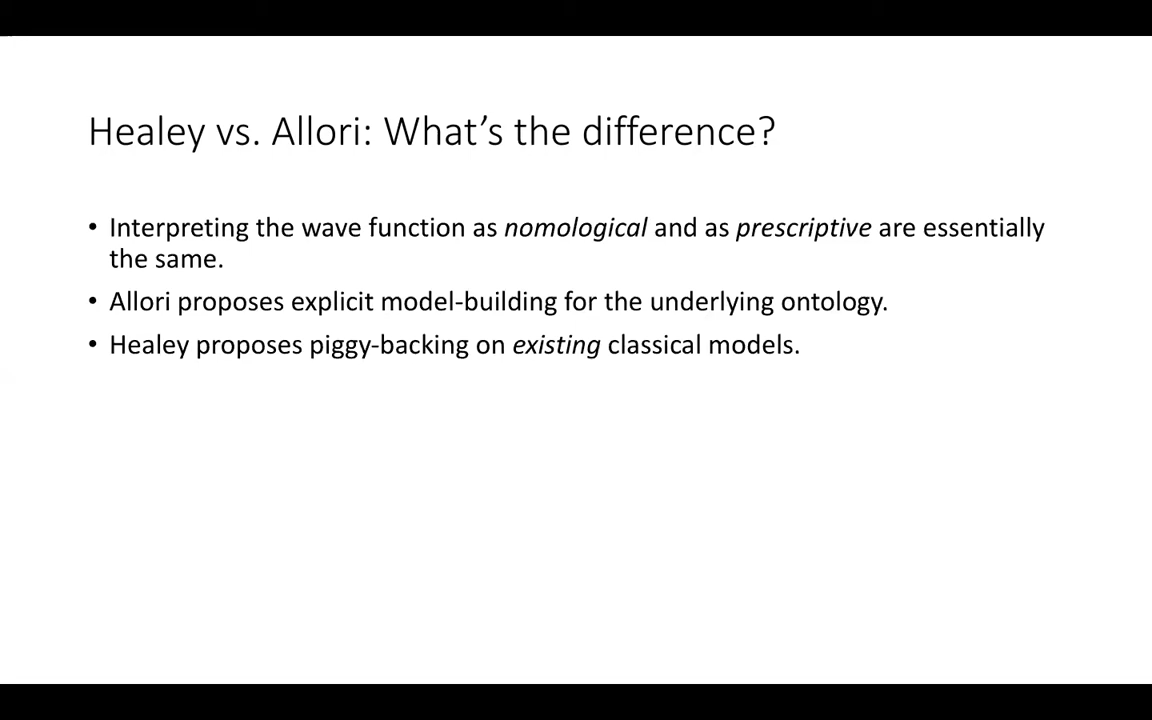 Healey vs. Allori: What’s the difference?
• Interpreting the wave function as nomological and as prescriptive are essentially
the same.
• Allori proposes explicit model-building for the underlying ontology.
• Healey proposes piggy-backing on existing classical models.